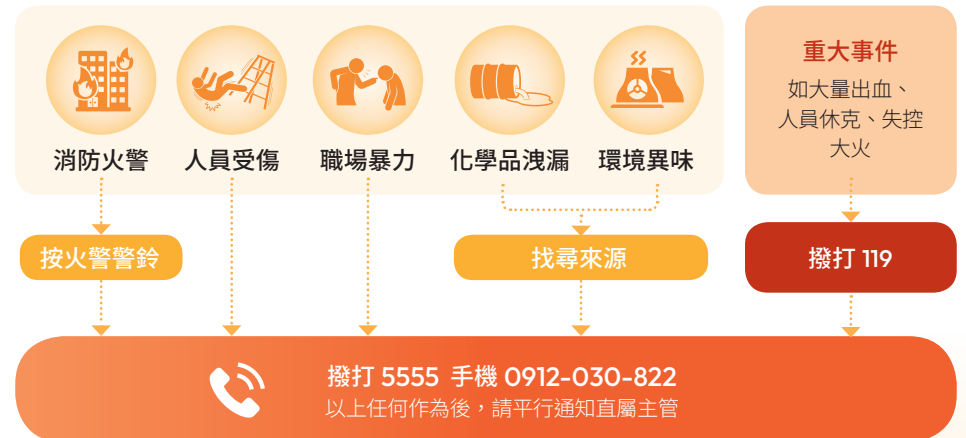 消防火警
人員受傷
職場暴力
化學品洩漏
環境異味
重大事件
如大量出血、
人員休克、失控
大火
按火警警鈴
找尋來源
撥打 119
撥打 5555 手機 0912-030-822
以上任何作為後，請平行通知直屬主管